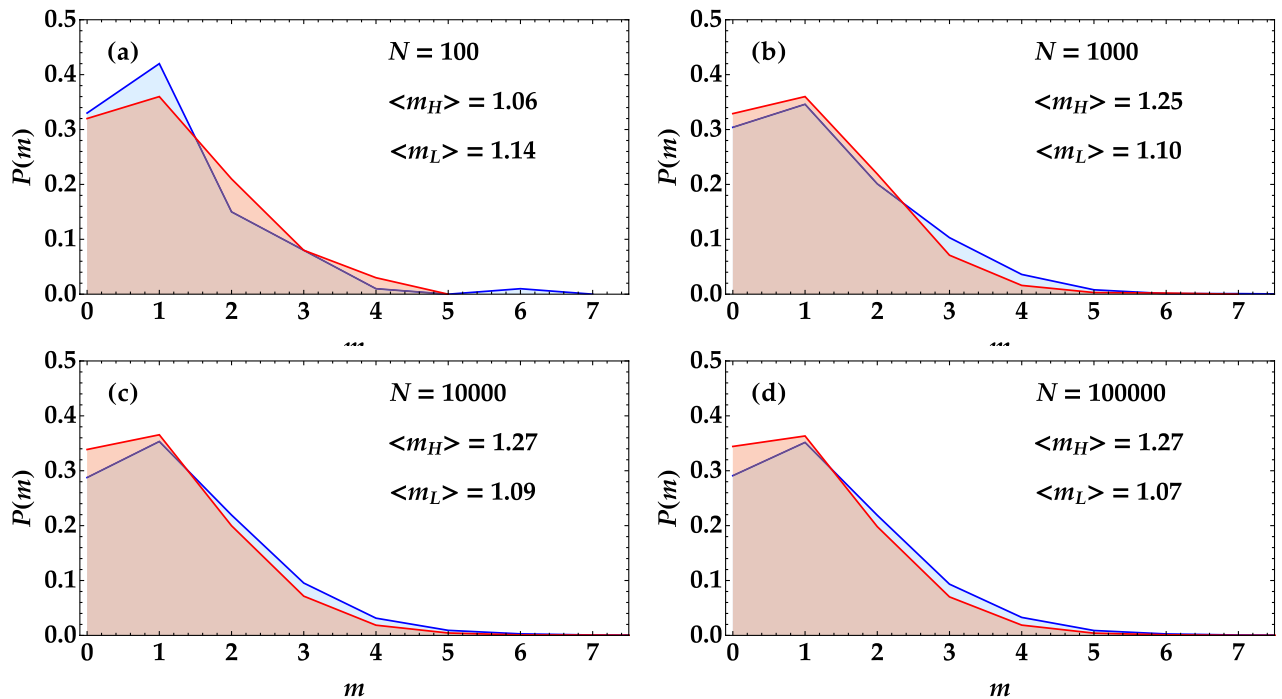 (a)
N = 100
<m_H> = 1.06
<m_L> = 1.14
P(m)
0.5
0.4
0.3
0.2
0.1
0.0
0 1 2 3 4 5 6 7
m
(b)
N = 1000
<m_H> = 1.25
<m_L> = 1.10
P(m)
0.5
0.4
0.3
0.2
0.1
0.0
0 1 2 3 4 5 6 7
m
(c)
N = 10000
<m_H> = 1.27
<m_L> = 1.09
P(m)
0.5
0.4
0.3
0.2
0.1
0.0
0 1 2 3 4 5 6 7
m
(d)
N = 100000
<m_H> = 1.27
<m_L> = 1.07
P(m)
0.5
0.4
0.3
0.2
0.1
0.0
0 1 2 3 4 5 6 7
m